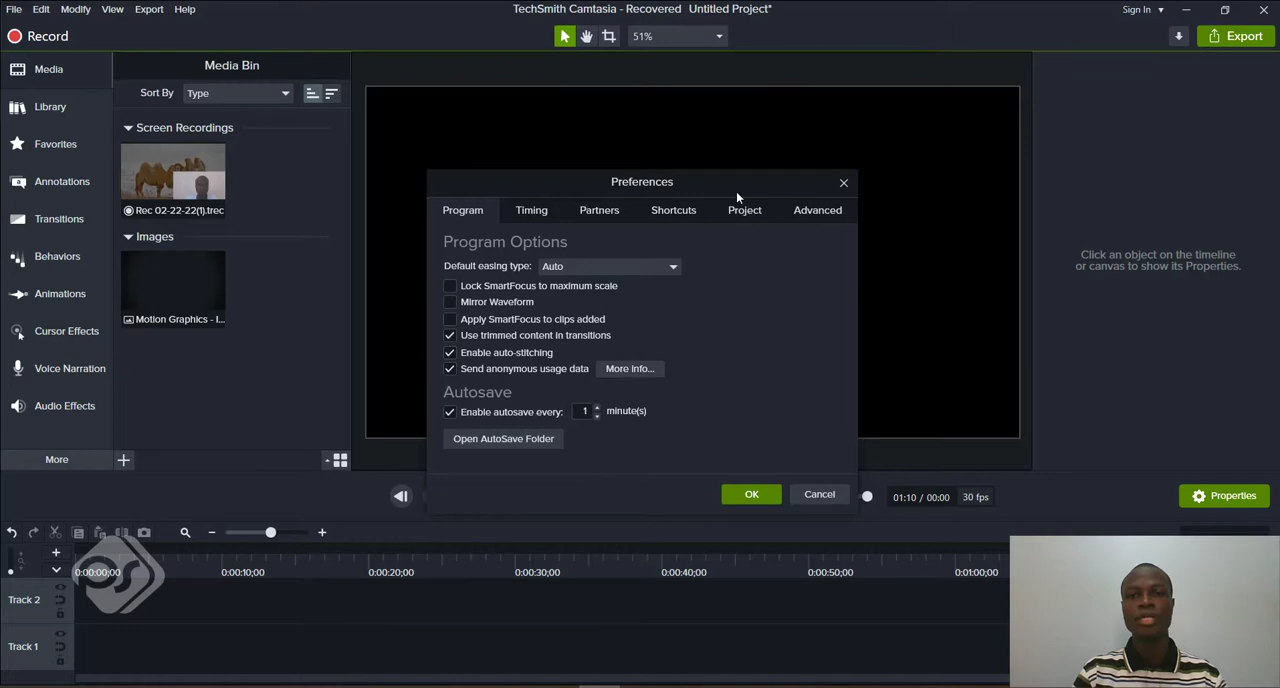 File Edit Modify View Export Help
TechSmith Camtasia - Recovered Untitled Project*
Sign In
Record
51%
Export
Media
Library
Favorites
Annotations
Transitions
Behaviors
Animations
Cursor Effects
Voice Narration
Audio Effects
More
Media Bin
Sort By Type
Screen Recordings
Rec 02-22-22(1).trec
Images
Motion Graphics - I...
Preferences
Program Timing Partners Shortcuts Project Advanced
Program Options
Default easing type: Auto
Lock SmartFocus to maximum scale
Mirror Waveform
Apply SmartFocus to clips added
Use trimmed content in transitions
Enable auto-stitching
Send anonymous usage data More Info...
Autosave
Enable autosave every: 1 minute(s)
Open AutoSave Folder
OK Cancel
Click an object on the timeline
or canvas to show its Properties.
01:10 / 00:00 30 fps
Properties
0:00:00;00 0:00:10;00 0:00:20;00 0:00:30;00 0:00:40;00 0:00:50;00 0:01:00;00
Track 2
Track 1